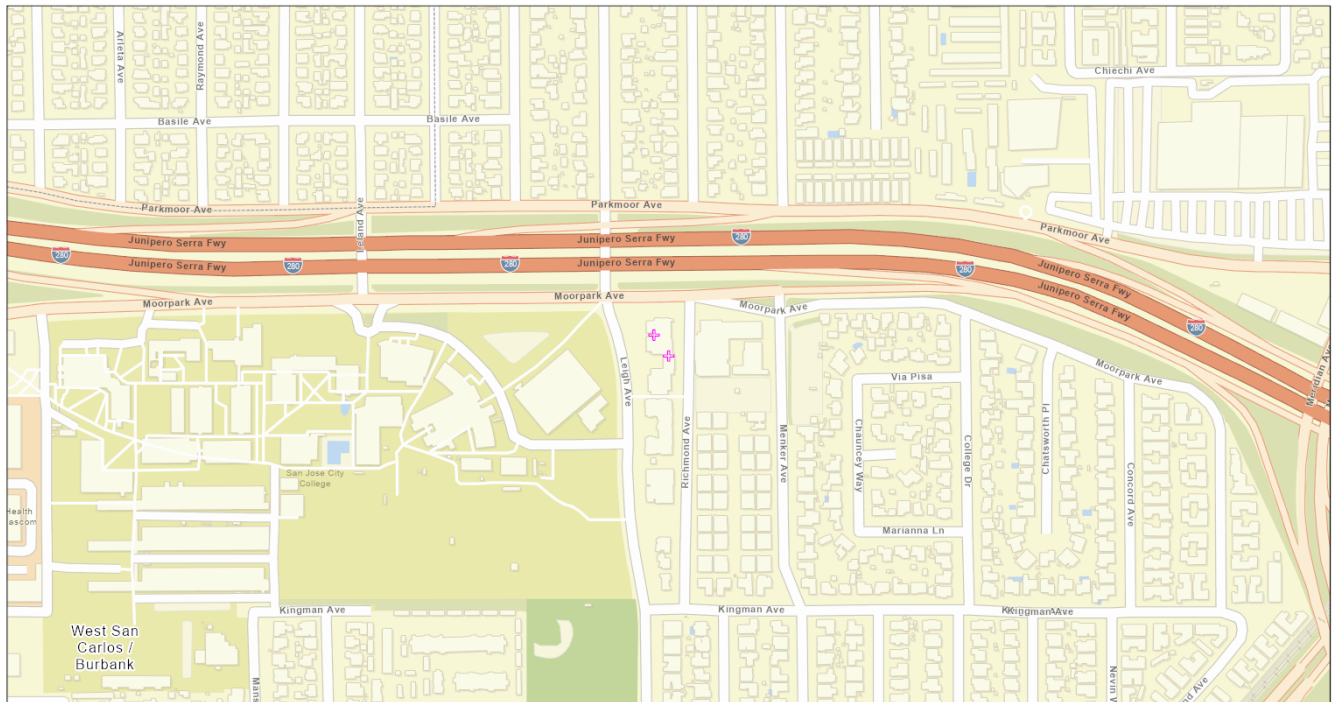 Arleta Ave
Raymond Ave
Chiechi Ave
Basile Ave
Basile Ave
Parkmoor Ave
Parkmoor Ave
Leland Ave
Parkmoor Ave
Junipero Serra Fwy
Junipero Serra Fwy
280
280
Junipero Serra Fwy
Junipero Serra Fwy
280
280
280
Junipero Serra Fwy
Junipero Serra Fwy
280
Moorpark Ave
Moorpark Ave
Moorpark Ave
Moorpark Ave
Meridian Ave
Leigh Ave
Via Pisa
Richmond Ave
Menker Ave
Chauncey Way
College Dr
Chatsworth Pl
Concord Ave
San Jose City
College
Health
Marianna Ln
Kingman Ave
Kingman Ave
Kingman Ave
West San
Carlos /
Burbank